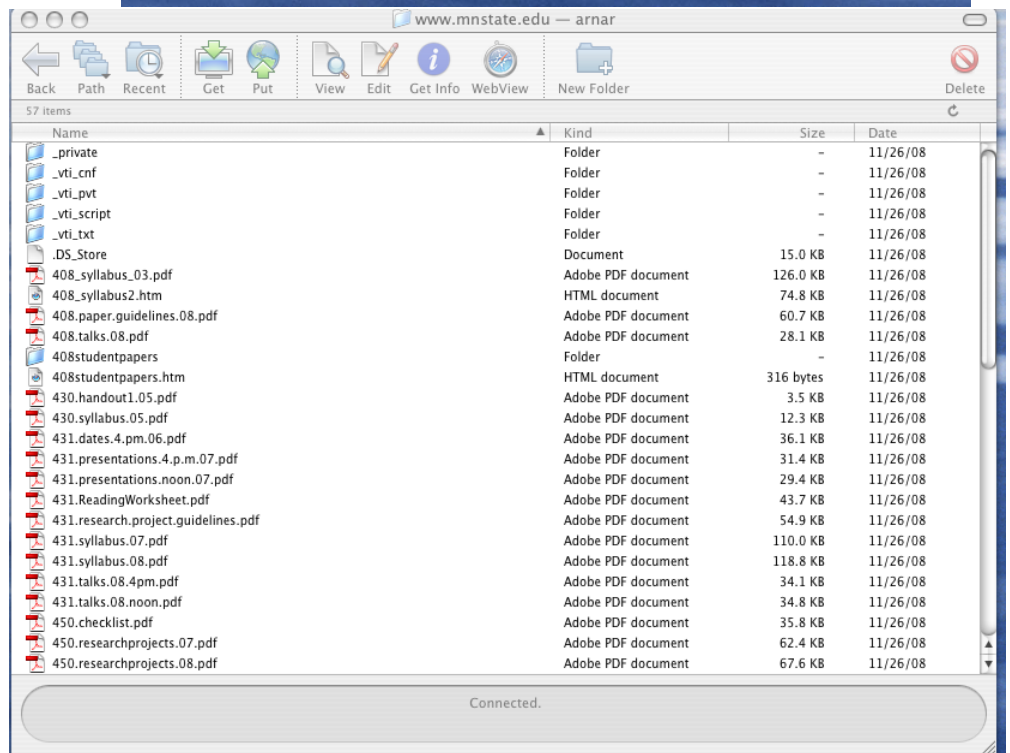 www.mnstate.edu — arnar
Back Path Recent Get Put View Edit Get Info WebView New Folder Delete
57 items
Name Kind Size Date
_private Folder – 11/26/08
_vti_cnf Folder – 11/26/08
_vti_pvt Folder – 11/26/08
_vti_script Folder – 11/26/08
_vti_txt Folder – 11/26/08
.DS_Store Document 15.0 KB 11/26/08
408_syllabus_03.pdf Adobe PDF document 126.0 KB 11/26/08
408_syllabus2.htm HTML document 74.8 KB 11/26/08
408.paper.guidelines.08.pdf Adobe PDF document 60.7 KB 11/26/08
408.talks.08.pdf Adobe PDF document 28.1 KB 11/26/08
408studentpapers Folder – 11/26/08
408studentpapers.htm HTML document 316 bytes 11/26/08
430.handout1.05.pdf Adobe PDF document 3.5 KB 11/26/08
430.syllabus.05.pdf Adobe PDF document 12.3 KB 11/26/08
431.dates.4.pm.06.pdf Adobe PDF document 36.1 KB 11/26/08
431.presentations.4.p.m.07.pdf Adobe PDF document 31.4 KB 11/26/08
431.presentations.noon.07.pdf Adobe PDF document 29.4 KB 11/26/08
431.ReadingWorksheet.pdf Adobe PDF document 43.7 KB 11/26/08
431.research.project.guidelines.pdf Adobe PDF document 54.9 KB 11/26/08
431.syllabus.07.pdf Adobe PDF document 110.0 KB 11/26/08
431.syllabus.08.pdf Adobe PDF document 118.8 KB 11/26/08
431.talks.08.4pm.pdf Adobe PDF document 34.1 KB 11/26/08
431.talks.08.noon.pdf Adobe PDF document 34.8 KB 11/26/08
450.checklist.pdf Adobe PDF document 35.8 KB 11/26/08
450.researchprojects.07.pdf Adobe PDF document 62.4 KB 11/26/08
450.researchprojects.08.pdf Adobe PDF document 67.6 KB 11/26/08
Connected.